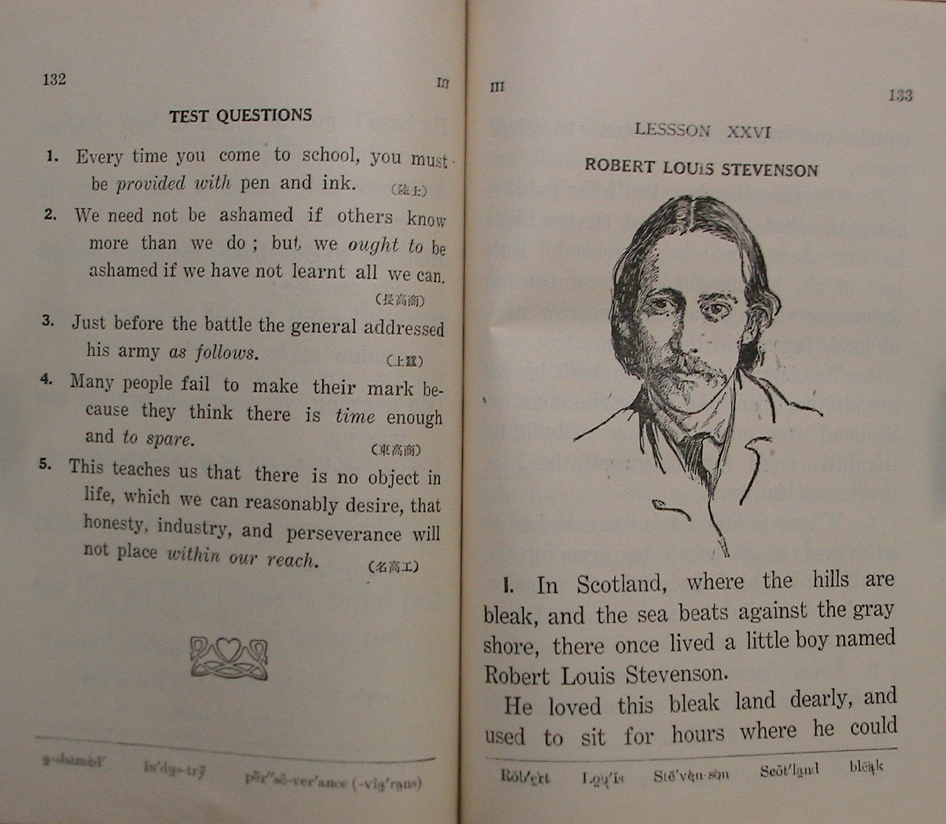 132
III
TEST QUESTIONS
1. Every time you come to school, you must
be provided with pen and ink. (陸士)
2. We need not be ashamed if others know
more than we do ; but we ought to be
ashamed if we have not learnt all we can.
(長高商)
3. Just before the battle the general addressed
his army as follows. (上蠶)
4. Many people fail to make their mark be-
cause they think there is time enough
and to spare. (東高商)
5. This teaches us that there is no object in
life, which we can reasonably desire, that
honesty, industry, and perseverance will
not place within our reach. (名高工)
III
133
LESSSON XXVI
ROBERT LOUIS STEVENSON
1. In Scotland, where the hills are
bleak, and the sea beats against the gray
shore, there once lived a little boy named
Robert Louis Stevenson.
He loved this bleak land dearly, and
used to sit for hours where he could
Scŏt'land bleak